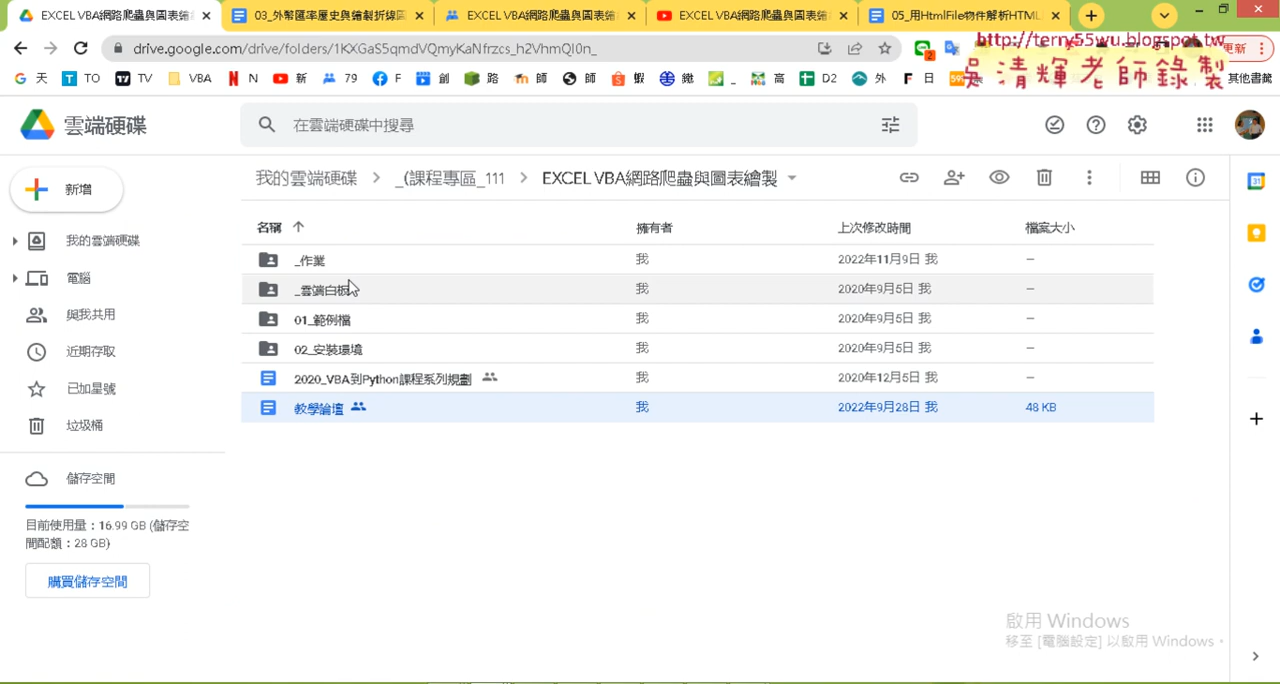 EXCEL VBA網路爬蟲與圖表繪
03_外幣匯率歷史與繪製折線圖
EXCEL VBA網路爬蟲與圖表繪
EXCEL VBA網路爬蟲與圖表繪
05_用HtmlFile物件解析HTML
drive.google.com/drive/folders/1KXGaS5qmdVQmyKaNfrzcs_h2VhmQI0n_
更新
http://terry55wu.blogspot.tw
吳清輝老師錄製
天 TO TV VBA N 新 79 F 創 路 師 師 蝦 _ 高 D2 外 日 其他書籤
雲端硬碟
在雲端硬碟中搜尋
新增
我的雲端硬碟 > _(課程專區_111 > EXCEL VBA網路爬蟲與圖表繪製
名稱 擁有者 上次修改時間 檔案大小
我的雲端硬碟
電腦
與我共用
近期存取
已加星號
垃圾桶
儲存空間
目前使用量：16.99 GB (儲存空
間配額：28 GB)
購買儲存空間
_作業 我 2022年11月9日 我 –
_雲端白板 我 2020年9月5日 我 –
01_範例檔 我 2020年9月5日 我 –
02_安裝環境 我 2020年9月5日 我 –
2020_VBA到Python課程系列規劃 我 2020年12月5日 我 –
教學論壇 我 2022年9月28日 我 48 KB
啟用 Windows
移至 [電腦設定] 以啟用 Windows。